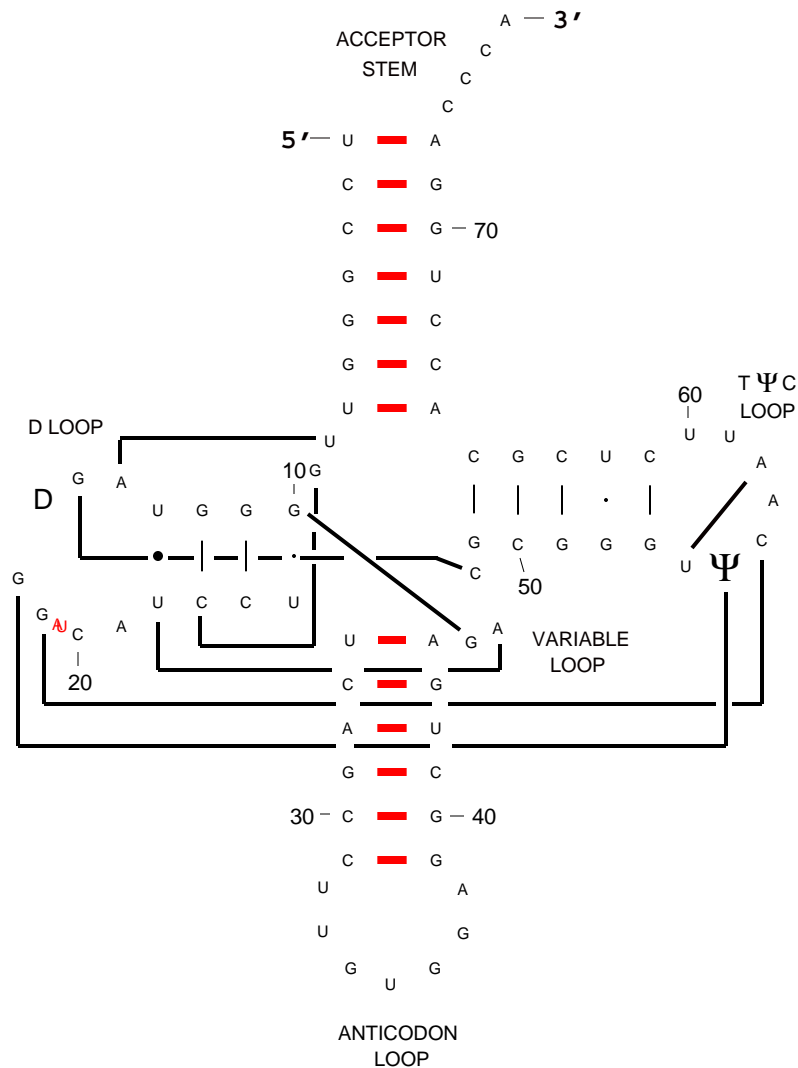 A — 3′
ACCEPTOR
STEM
C
C
C
5′ — U A
C G
C G — 70
G U
G C
G C
U A
60
T Ψ C
LOOP
D LOOP
U
U U
C G C U C
A
10 G
G A
D
A
U G G G
G C G G G U Ψ C
C 50
G
U C C U
G A U C A
20
U A G A
VARIABLE
LOOP
C G
A U
G C
30 — C G — 40
C G
U A
U G
G G
U
ANTICODON
LOOP